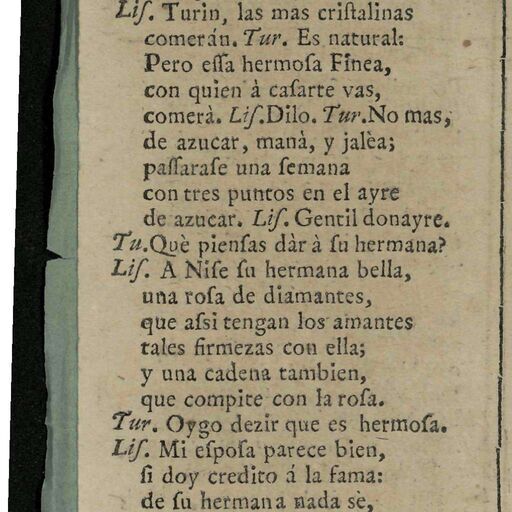 Liſ. Turin, las mas criſtalinas
comerán. Tur. Es natural:
Pero eſſa hermoſa Finea,
con quien à caſarte vas,
comerà. Liſ.Dilo. Tur.No mas,
de azucar, manà, y jalèa;
paſſaraſe una ſemana
con tres puntos en el ayre
de azucar. Liſ. Gentil donayre.
Tu.Què pienſas dàr à ſu hermana?
Liſ. A Niſe ſu hermana bella,
una roſa de diamantes,
que aſsi tengan los amantes
tales firmezas con ella;
y una cadena tambien,
que compite con la roſa.
Tur. Oygo dezir que es hermoſa.
Liſ. Mi eſpoſa parece bien,
ſi doy credito á la fama:
de ſu hermana nada sè,